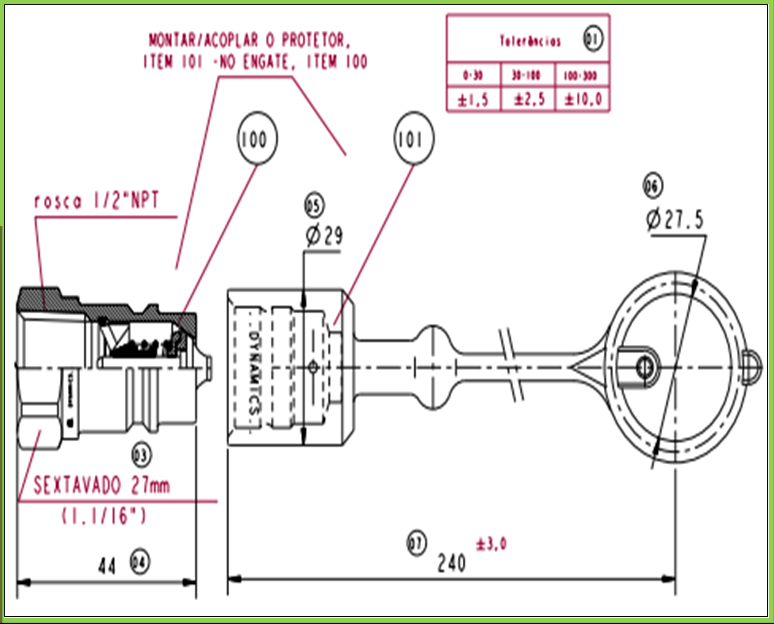 MONTAR/ACOPLAR O PROTETOR,
ITEM 101 -NO ENGATE, ITEM 100
Tolerâncias 01
0-30 30-100 100-300
±1,5 ±2,5 ±10,0
100
101
rosca 1/2"NPT
05
Ø29
06
Ø27.5
DYNAMICS
03
SEXTAVADO 27mm
(1.1/16")
44 04
07 ±3,0
240